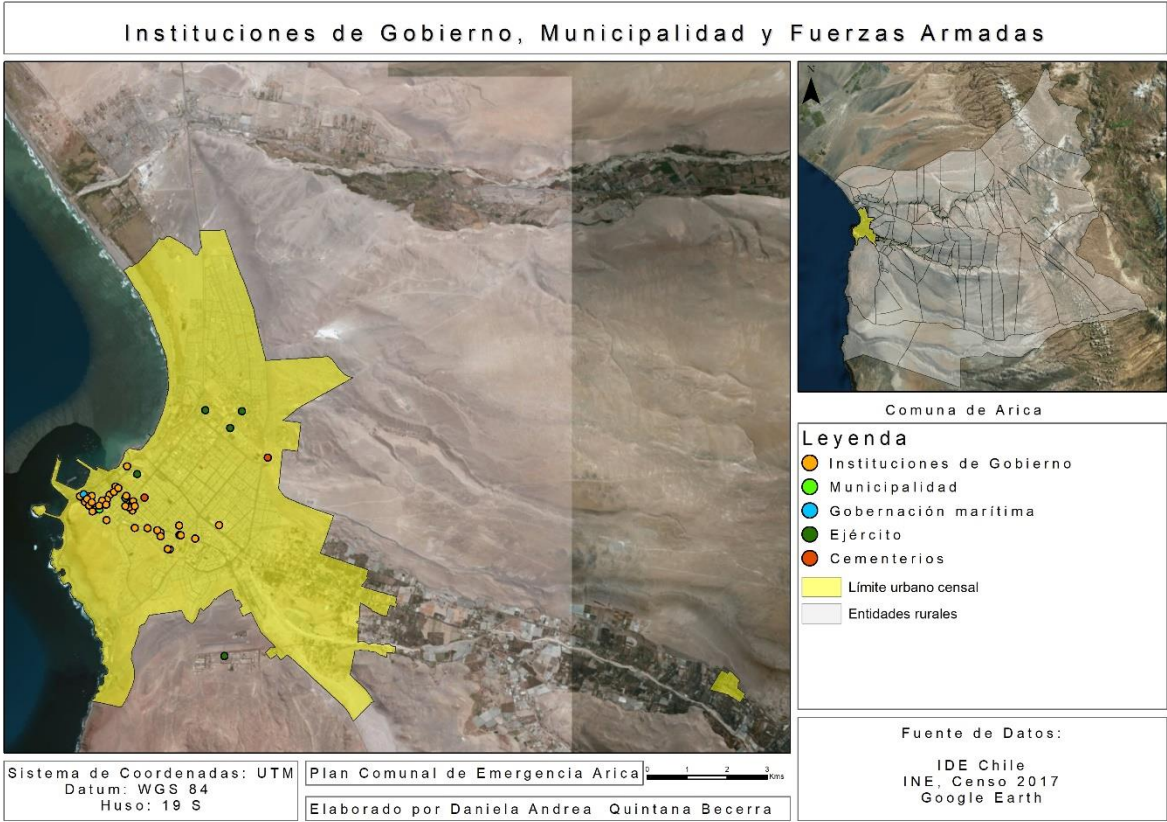 Instituciones de Gobierno, Municipalidad y Fuerzas Armadas
N
Comuna de Arica
Leyenda
Instituciones de Gobierno
Municipalidad
Gobernación marítima
Ejército
Cementerios
Límite urbano censal
Entidades rurales
Sistema de Coordenadas: UTM
Datum: WGS 84
Huso: 19 S
Plan Comunal de Emergencia Arica
0 1 2 3
Kms
Elaborado por Daniela Andrea Quintana Becerra
Fuente de Datos:
IDE Chile
INE, Censo 2017
Google Earth